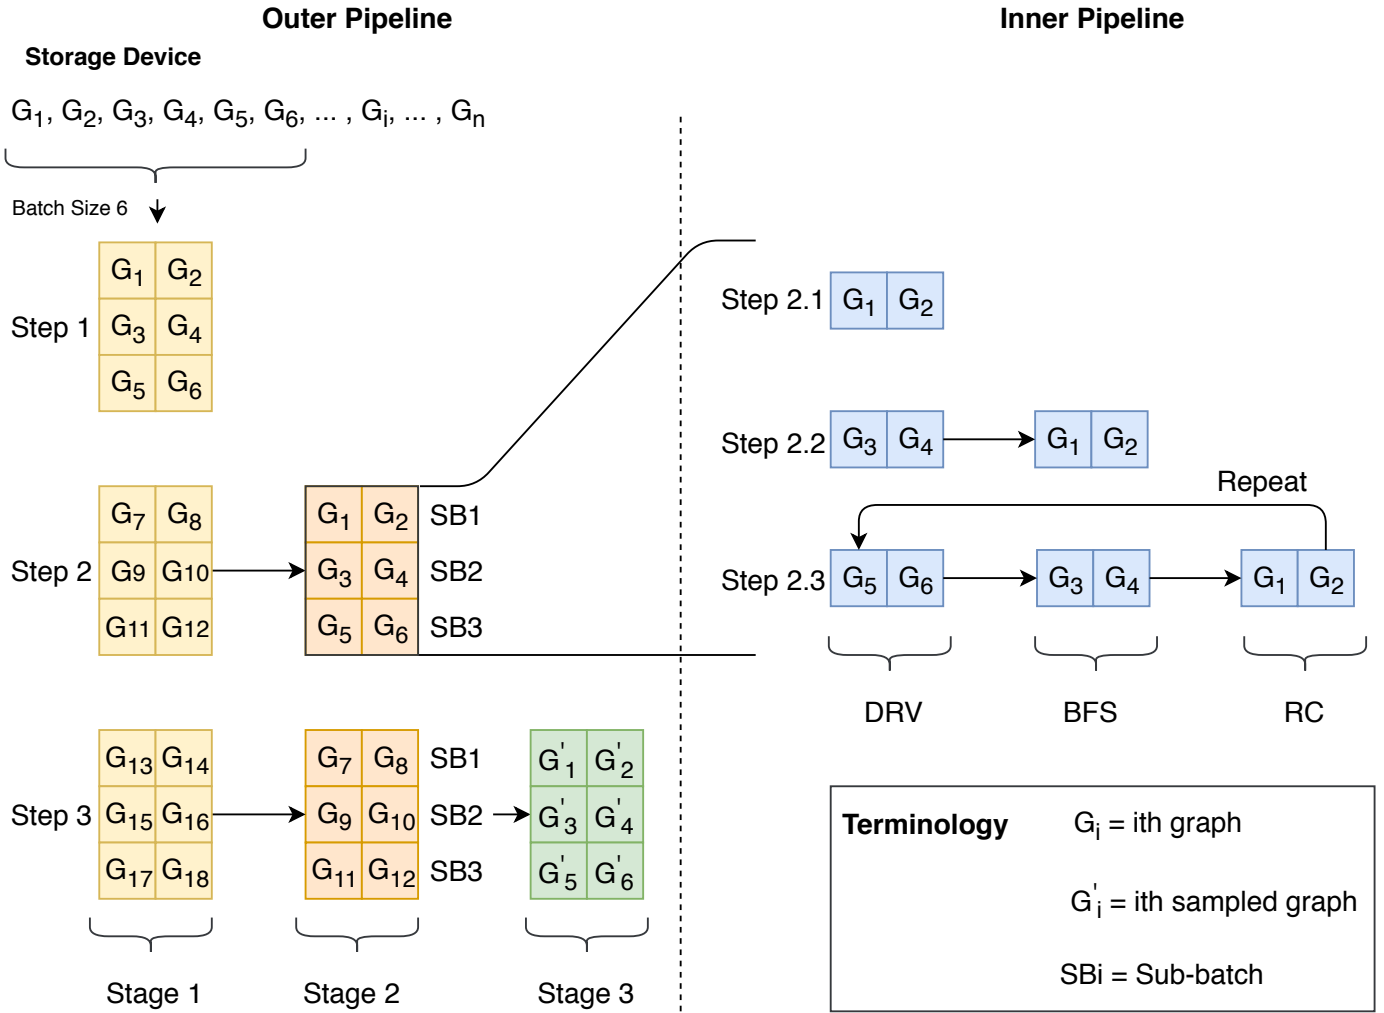 Outer Pipeline
Inner Pipeline
Storage Device
G₁, G₂, G₃, G₄, G₅, G₆, ... , Gᵢ, ... , Gₙ
Batch Size 6
Step 1
G₁ G₂
G₃ G₄
G₅ G₆
Step 2
G₇ G₈
G₉ G₁₀
G₁₁ G₁₂
G₁ G₂ SB1
G₃ G₄ SB2
G₅ G₆ SB3
Step 3
G₁₃ G₁₄
G₁₅ G₁₆
G₁₇ G₁₈
G₇ G₈ SB1
G₉ G₁₀ SB2
G₁₁ G₁₂ SB3
G'₁ G'₂
G'₃ G'₄
G'₅ G'₆
Stage 1
Stage 2
Stage 3
Step 2.1 G₁ G₂
Step 2.2 G₃ G₄ G₁ G₂
Repeat
Step 2.3 G₅ G₆ G₃ G₄ G₁ G₂
DRV
BFS
RC
Terminology
Gᵢ = ith graph
G'ᵢ = ith sampled graph
SBi = Sub-batch